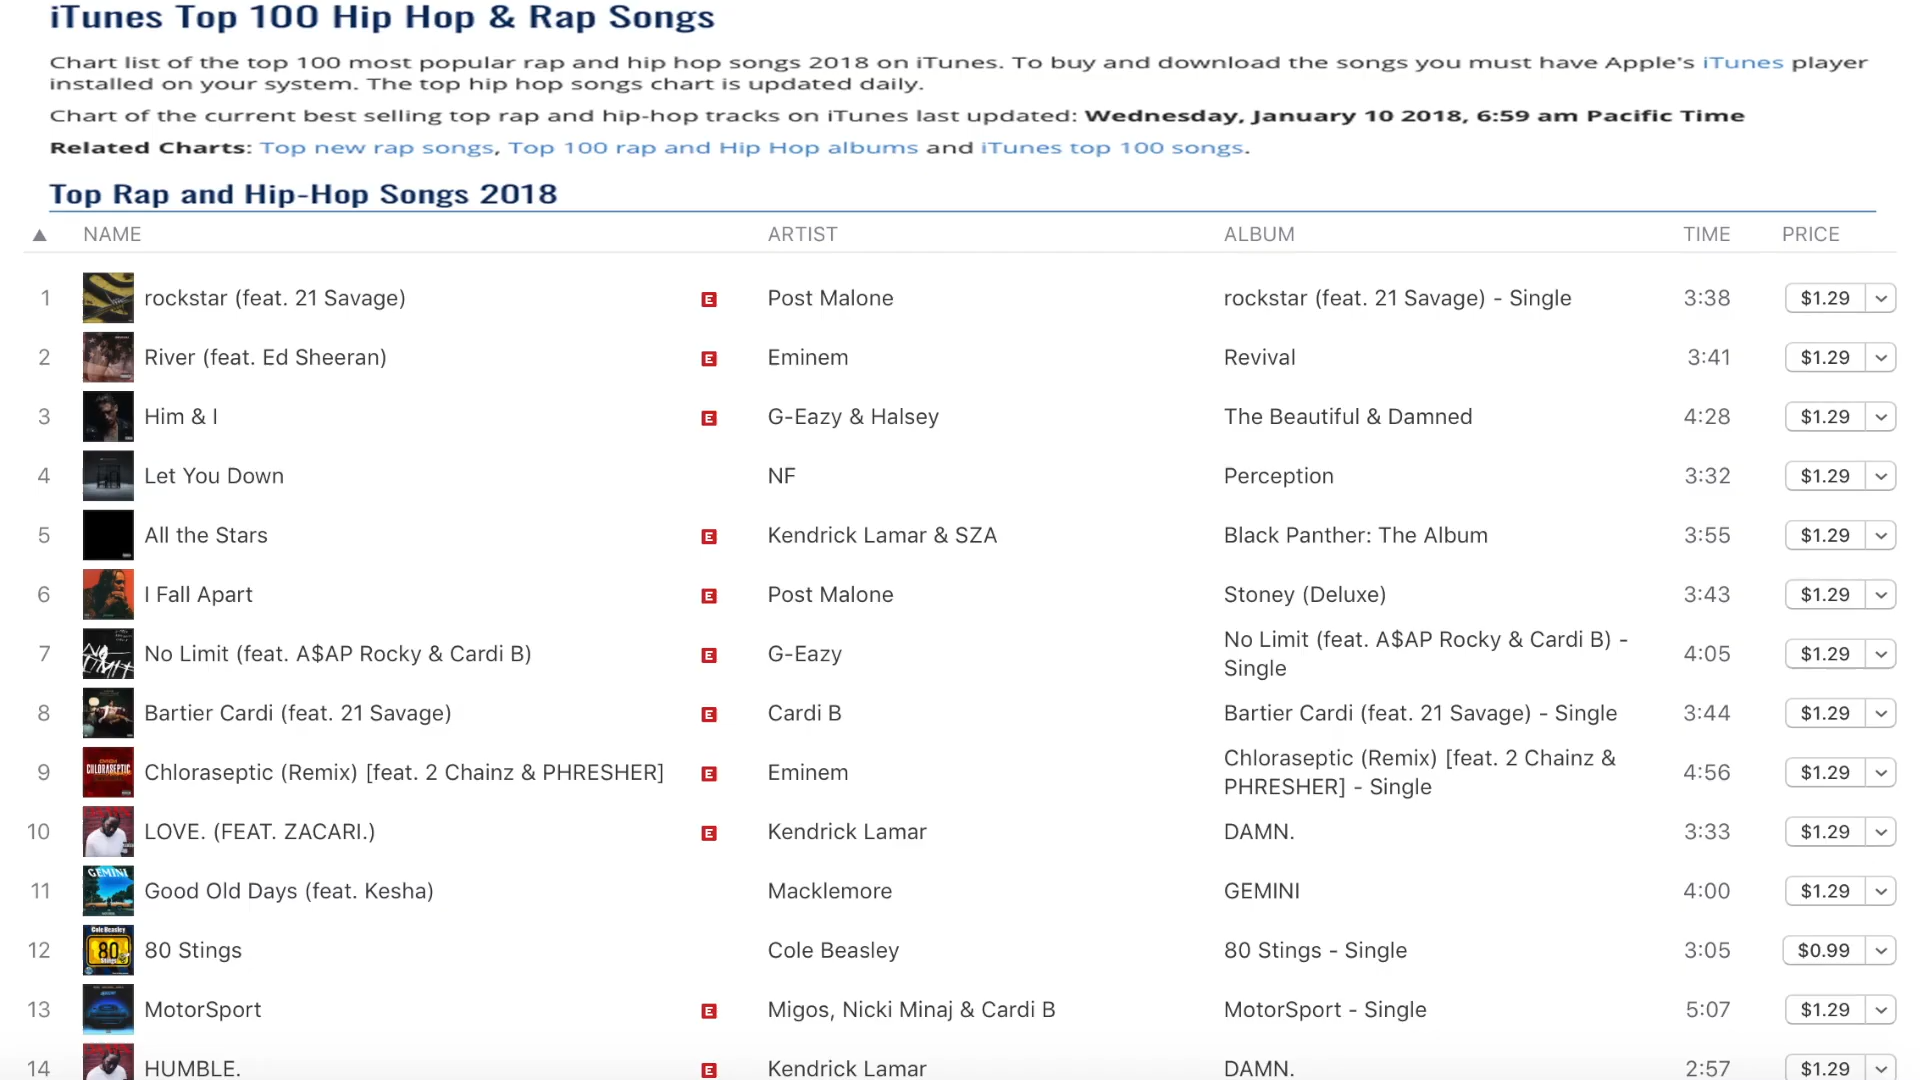 iTunes Top 100 Hip Hop & Rap Songs
Chart list of the top 100 most popular rap and hip hop songs 2018 on iTunes. To buy and download the songs you must have Apple's iTunes player
installed on your system. The top hip hop songs chart is updated daily.
Chart of the current best selling top rap and hip-hop tracks on iTunes last updated: Wednesday, January 10 2018, 6:59 am Pacific Time
Related Charts: Top new rap songs, Top 100 rap and Hip Hop albums and iTunes top 100 songs.
Top Rap and Hip-Hop Songs 2018
▲ NAME ARTIST ALBUM TIME PRICE
1 rockstar (feat. 21 Savage) E Post Malone rockstar (feat. 21 Savage) - Single 3:38 $1.29
2 River (feat. Ed Sheeran) E Eminem Revival 3:41 $1.29
3 Him & I E G-Eazy & Halsey The Beautiful & Damned 4:28 $1.29
4 Let You Down NF Perception 3:32 $1.29
5 All the Stars E Kendrick Lamar & SZA Black Panther: The Album 3:55 $1.29
6 I Fall Apart E Post Malone Stoney (Deluxe) 3:43 $1.29
7 No Limit (feat. A$AP Rocky & Cardi B) E G-Eazy No Limit (feat. A$AP Rocky & Cardi B) - 4:05 $1.29
Single
8 Bartier Cardi (feat. 21 Savage) E Cardi B Bartier Cardi (feat. 21 Savage) - Single 3:44 $1.29
9 Chloraseptic (Remix) [feat. 2 Chainz & PHRESHER] E Eminem Chloraseptic (Remix) [feat. 2 Chainz & 4:56 $1.29
PHRESHER] - Single
10 LOVE. (FEAT. ZACARI.) E Kendrick Lamar DAMN. 3:33 $1.29
11 GEMINI Good Old Days (feat. Kesha) Macklemore GEMINI 4:00 $1.29
12 Cole Beasley 80 80 Stings Cole Beasley 80 Stings - Single 3:05 $0.99
13 MotorSport E Migos, Nicki Minaj & Cardi B MotorSport - Single 5:07 $1.29
14 HUMBLE. E Kendrick Lamar DAMN. 2:57 $1.29